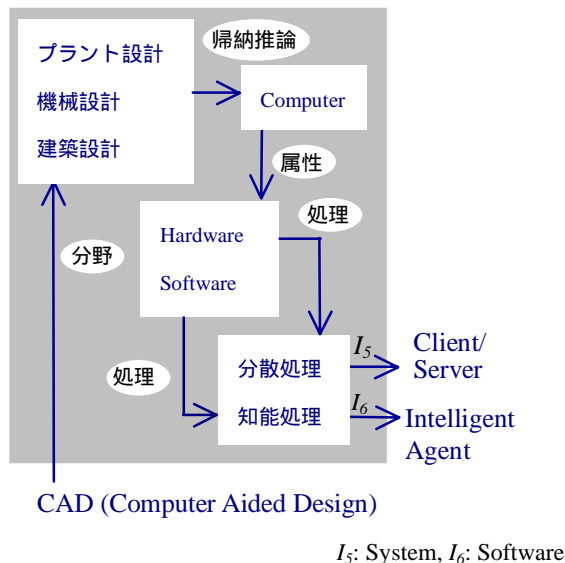 プラント設計
機械設計
建築設計
帰納推論
Computer
属性
Hardware
Software
処理
分野
処理
分散処理
知能処理
I5
Client/
Server
I6
Intelligent
Agent
CAD (Computer Aided Design)
I5: System, I6: Software